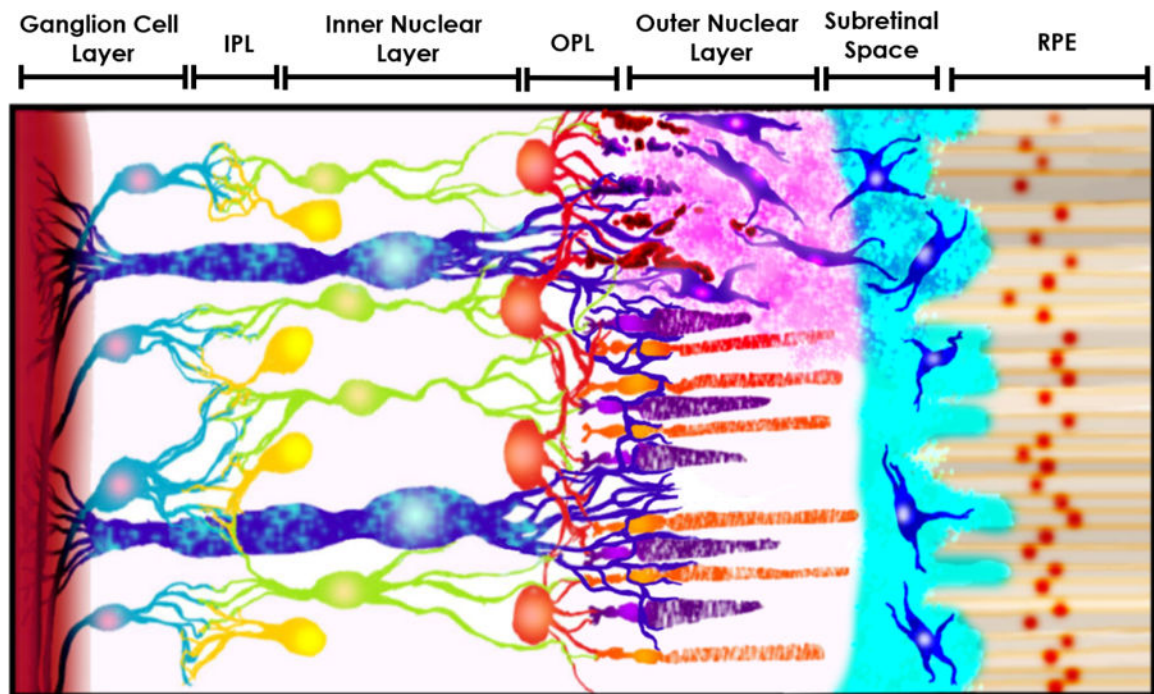 Ganglion Cell
Layer
IPL
Inner Nuclear
Layer
OPL
Outer Nuclear
Layer
Subretinal
Space
RPE